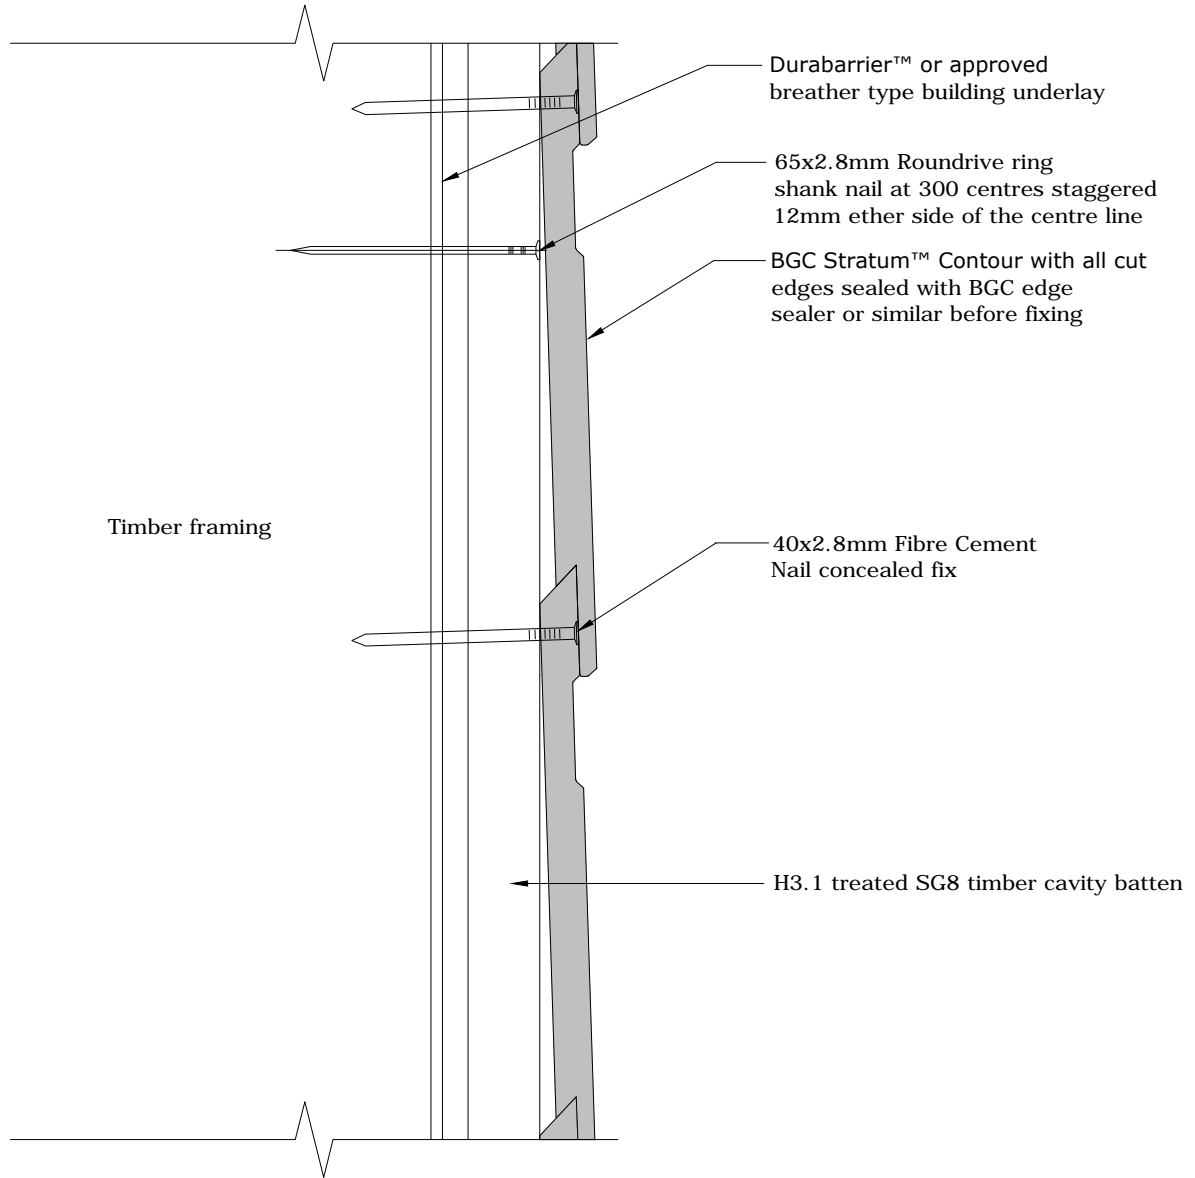 Durabarrier™ or approved
breather type building underlay
65x2.8mm Roundrive ring
shank nail at 300 centres staggered
12mm ether side of the centre line
BGC Stratum™ Contour with all cut
edges sealed with BGC edge
sealer or similar before fixing
Timber framing
40x2.8mm Fibre Cement
Nail concealed fix
H3.1 treated SG8 timber cavity batten